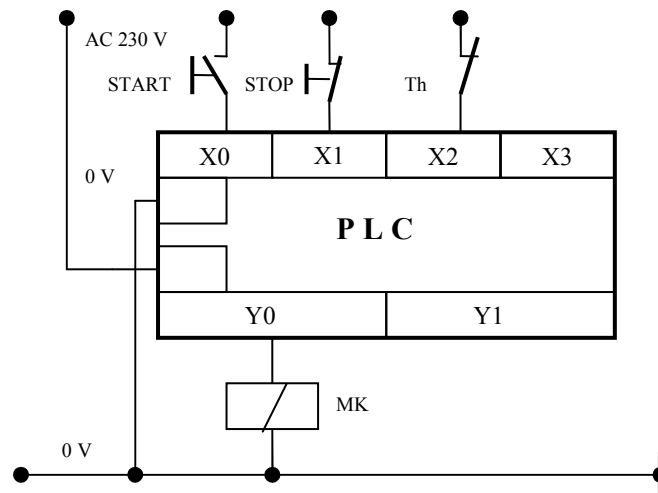 AC 230 V
START STOP Th
X0 X1 X2 X3
0 V
P L C
Y0 Y1
MK
0 V